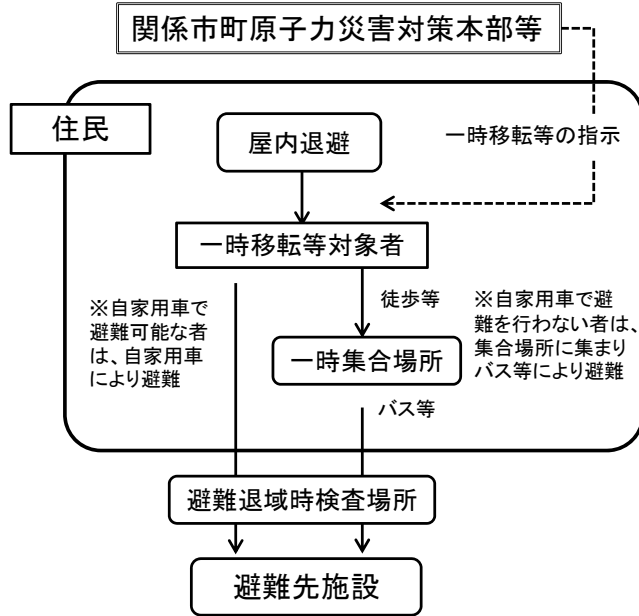 関係市町原子力災害対策本部等
住民
屋内退避
一時移転等の指示
一時移転等対象者
※自家用車で
避難可能な者
は、自家用車
により避難
徒歩等
※自家用車で避
難を行わない者は、
集合場所に集まり
バス等により避難
一時集合場所
バス等
避難退域時検査場所
避難先施設